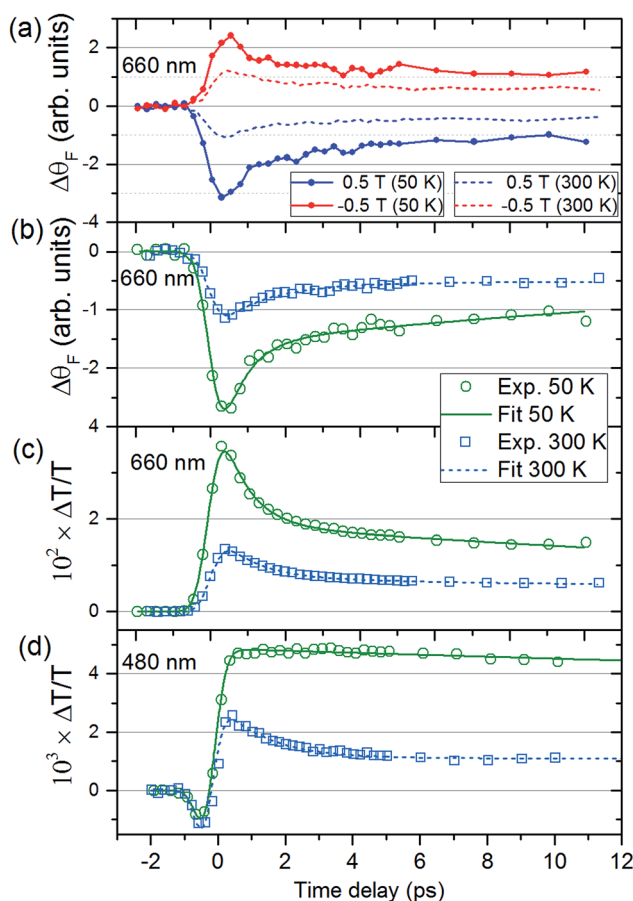 (a)
660 nm
Δθ_F (arb. units)
2
0
-2
-4
0.5 T (50 K)
-0.5 T (50 K)
0.5 T (300 K)
-0.5 T (300 K)
(b)
660 nm
Δθ_F (arb. units)
0
-1
-2
4
Exp. 50 K
Fit 50 K
Exp. 300 K
Fit 300 K
(c)
660 nm
10² × ΔT/T
2
0
(d)
480 nm
10³ × ΔT/T
4
2
0
-2 0 2 4 6 8 10 12
Time delay (ps)